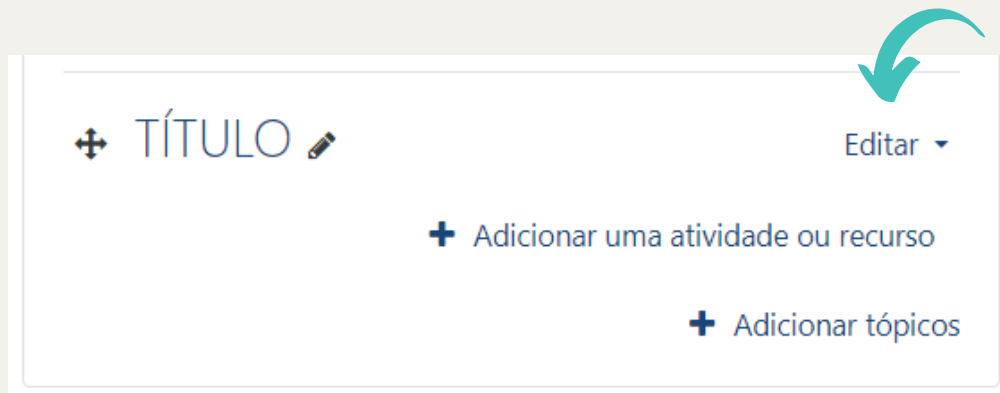 TÍTULO
Editar
Adicionar uma atividade ou recurso
Adicionar tópicos